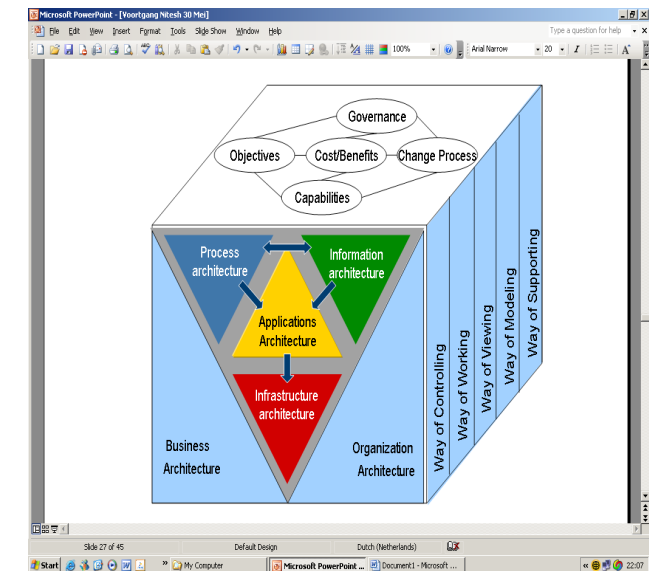 Microsoft PowerPoint - [Voortgang Nitesh 30 Mei]
File Edit View Insert Format Tools Slide Show Window Help
Type a question for help
100%
Arial Narrow
20
Governance
Objectives
Cost/Benefits
Change Process
Capabilities
Process
architecture
Information
architecture
Applications
Architecture
Infrastructure
architecture
Business
Architecture
Organization
Architecture
Way of Controlling
Way of Working
Way of Viewing
Way of Modeling
Way of Supporting
Slide 27 of 45
Default Design
Dutch (Netherlands)
Start
My Computer
Microsoft PowerPoint ...
Document1 - Microsoft ...
22:07